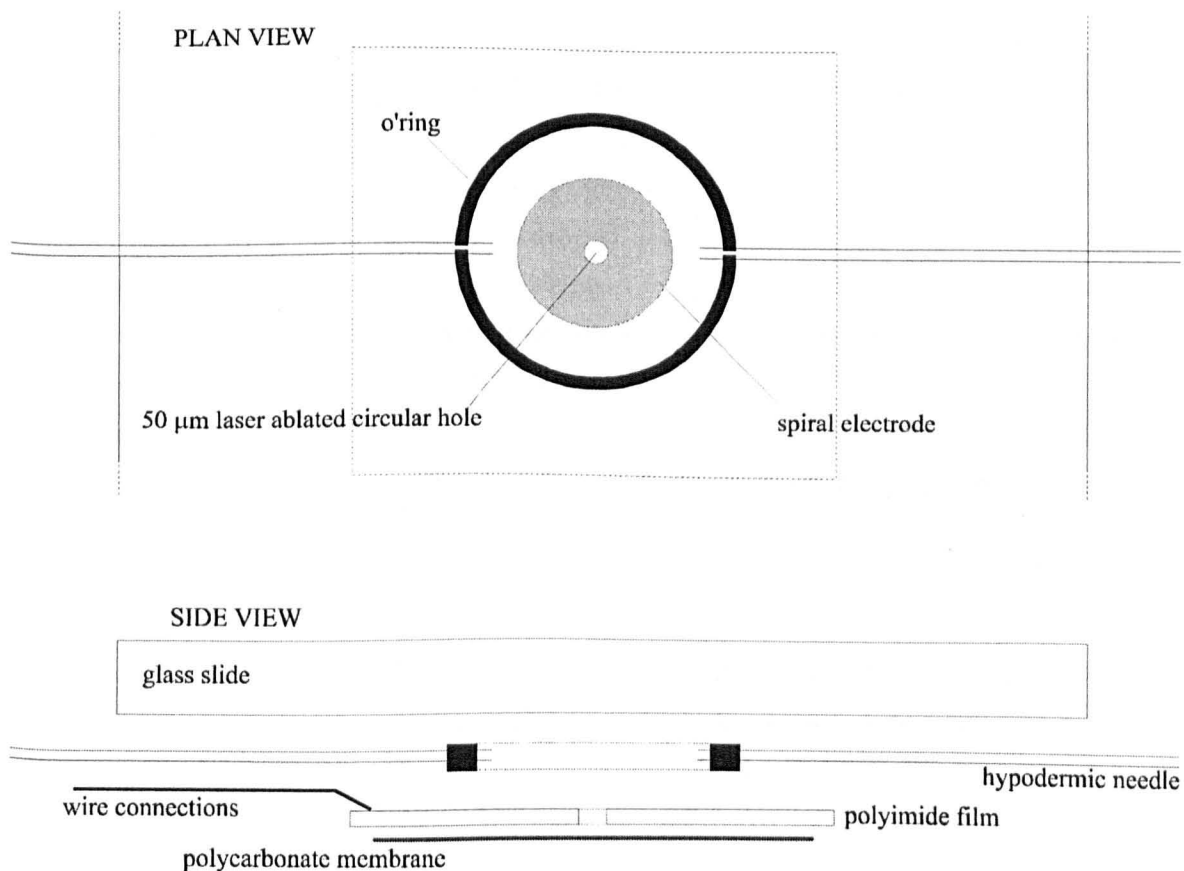 PLAN VIEW
o'ring
50 μm laser ablated circular hole
spiral electrode
SIDE VIEW
glass slide
hypodermic needle
wire connections
polyimide film
polycarbonate membrane